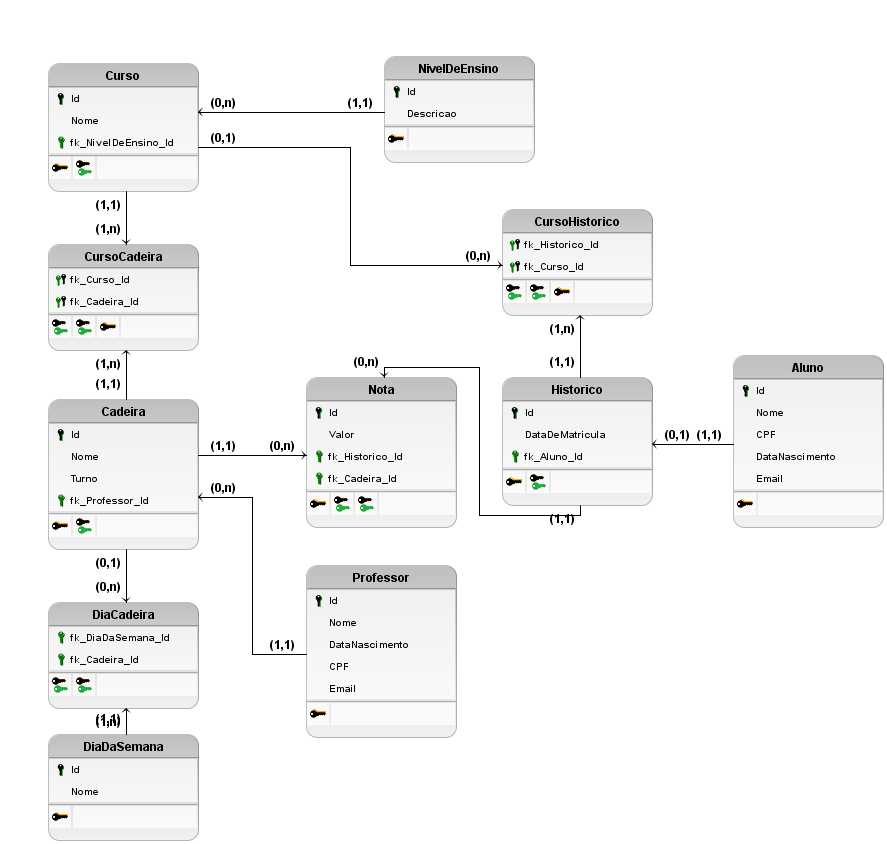 Curso
Id
Nome
fk_NivelDeEnsino_Id
(0,n)
(1,1)
NivelDeEnsino
Id
Descricao
(0,1)
(0,n)
CursoHistorico
fk_Historico_Id
fk_Curso_Id
(1,1)
(1,n)
CursoCadeira
fk_Curso_Id
fk_Cadeira_Id
(1,n)
(1,1)
(1,n)
(1,1)
Cadeira
Id
Nome
Turno
fk_Professor_Id
(1,1)
(0,n)
(0,n)
(0,n)
Nota
Id
Valor
fk_Historico_Id
fk_Cadeira_Id
Historico
Id
DataDeMatricula
fk_Aluno_Id
(1,1)
(0,1)
(1,1)
Aluno
Id
Nome
CPF
DataNascimento
Email
(0,1)
(0,n)
(1,1)
Professor
Id
Nome
DataNascimento
CPF
Email
DiaCadeira
fk_DiaDaSemana_Id
fk_Cadeira_Id
DiaDaSemana
Id
Nome